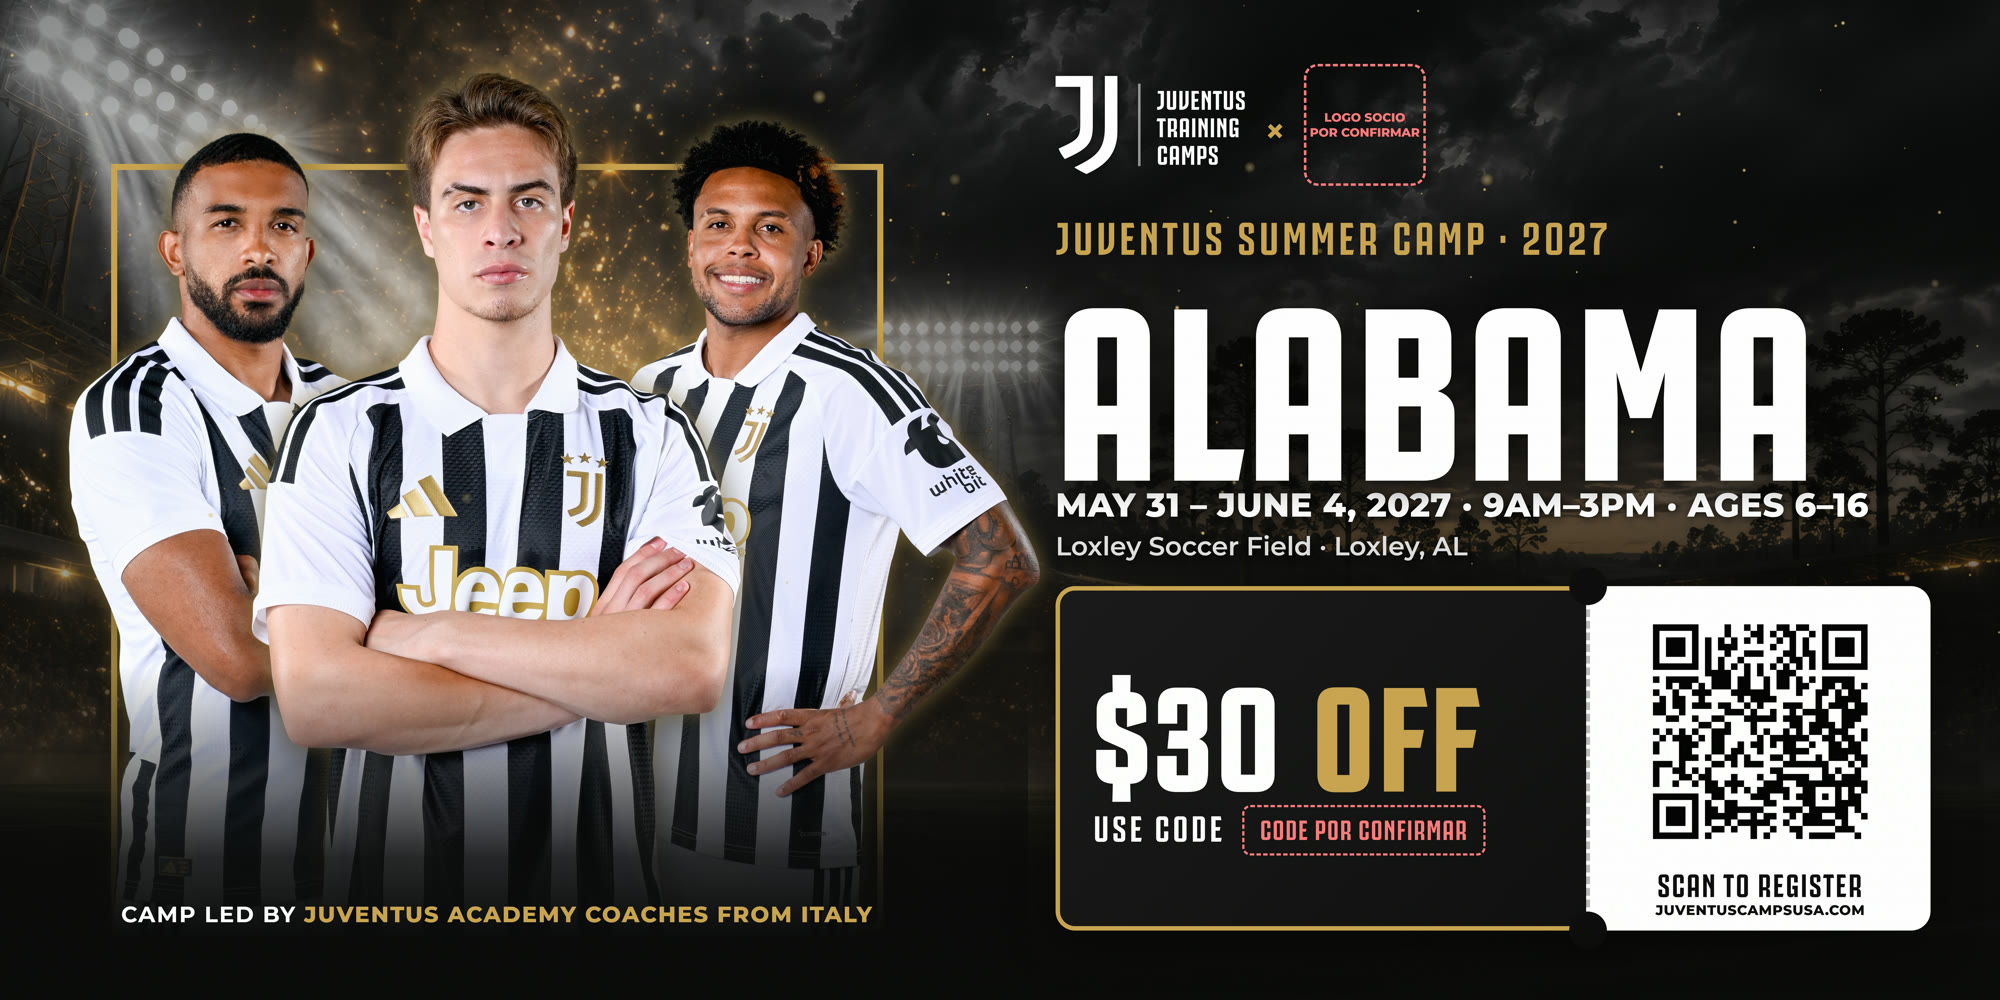 JUVENTUS
TRAINING
CAMPS
×
LOGO SOCIO
POR CONFIRMAR
JUVENTUS SUMMER CAMP · 2027
ALABAMA
MAY 31 – JUNE 4, 2027 • 9AM–3PM • AGES 6–16
Loxley Soccer Field · Loxley, AL
$30 OFF
USE CODE
CODE POR CONFIRMAR
SCAN TO REGISTER
JUVENTUSCAMPSUSA.COM
CAMP LED BY JUVENTUS ACADEMY COACHES FROM ITALY
Jeep
white
bit